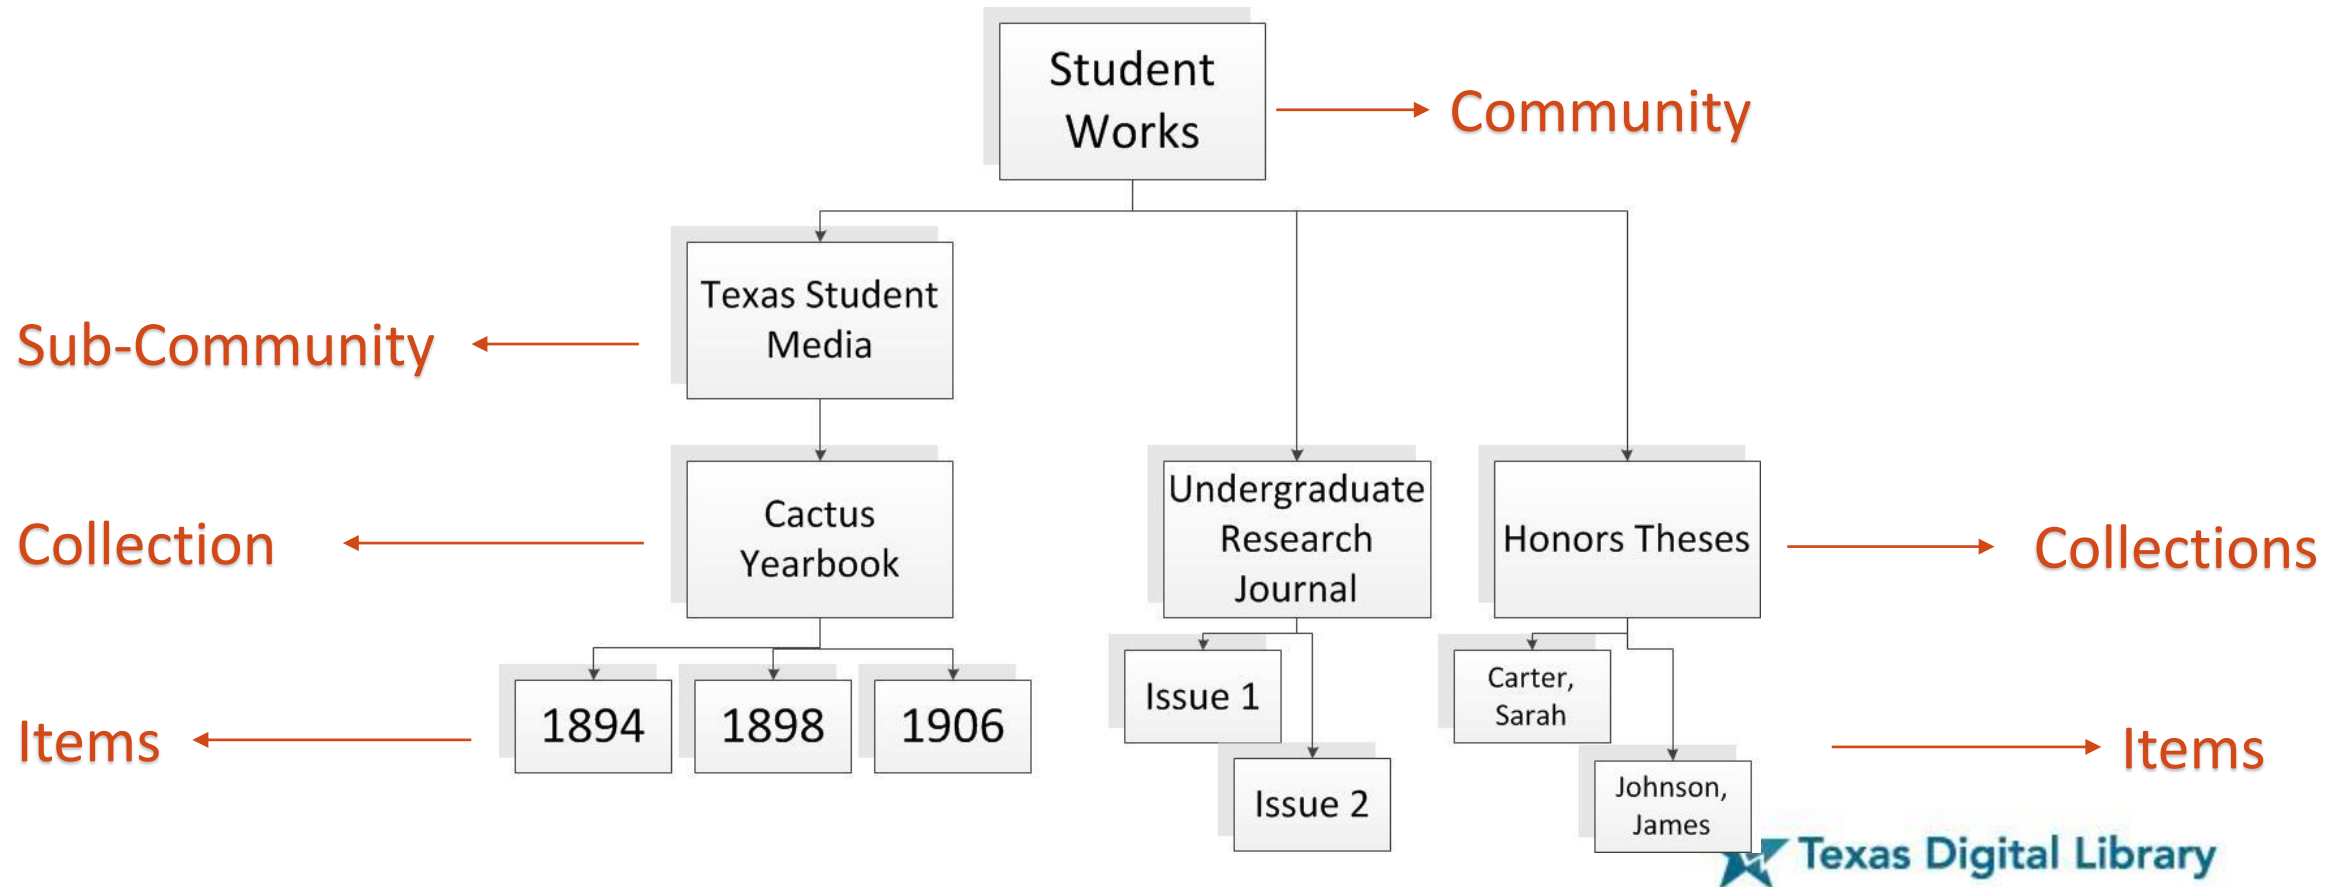 Student
Works
Community
Texas Student
Media
Sub-Community
Cactus
Yearbook
Undergraduate
Research
Journal
Honors Theses
Collection
Collections
1894
1898
1906
Issue 1
Issue 2
Carter,
Sarah
Johnson,
James
Items
Items
Texas Digital Library